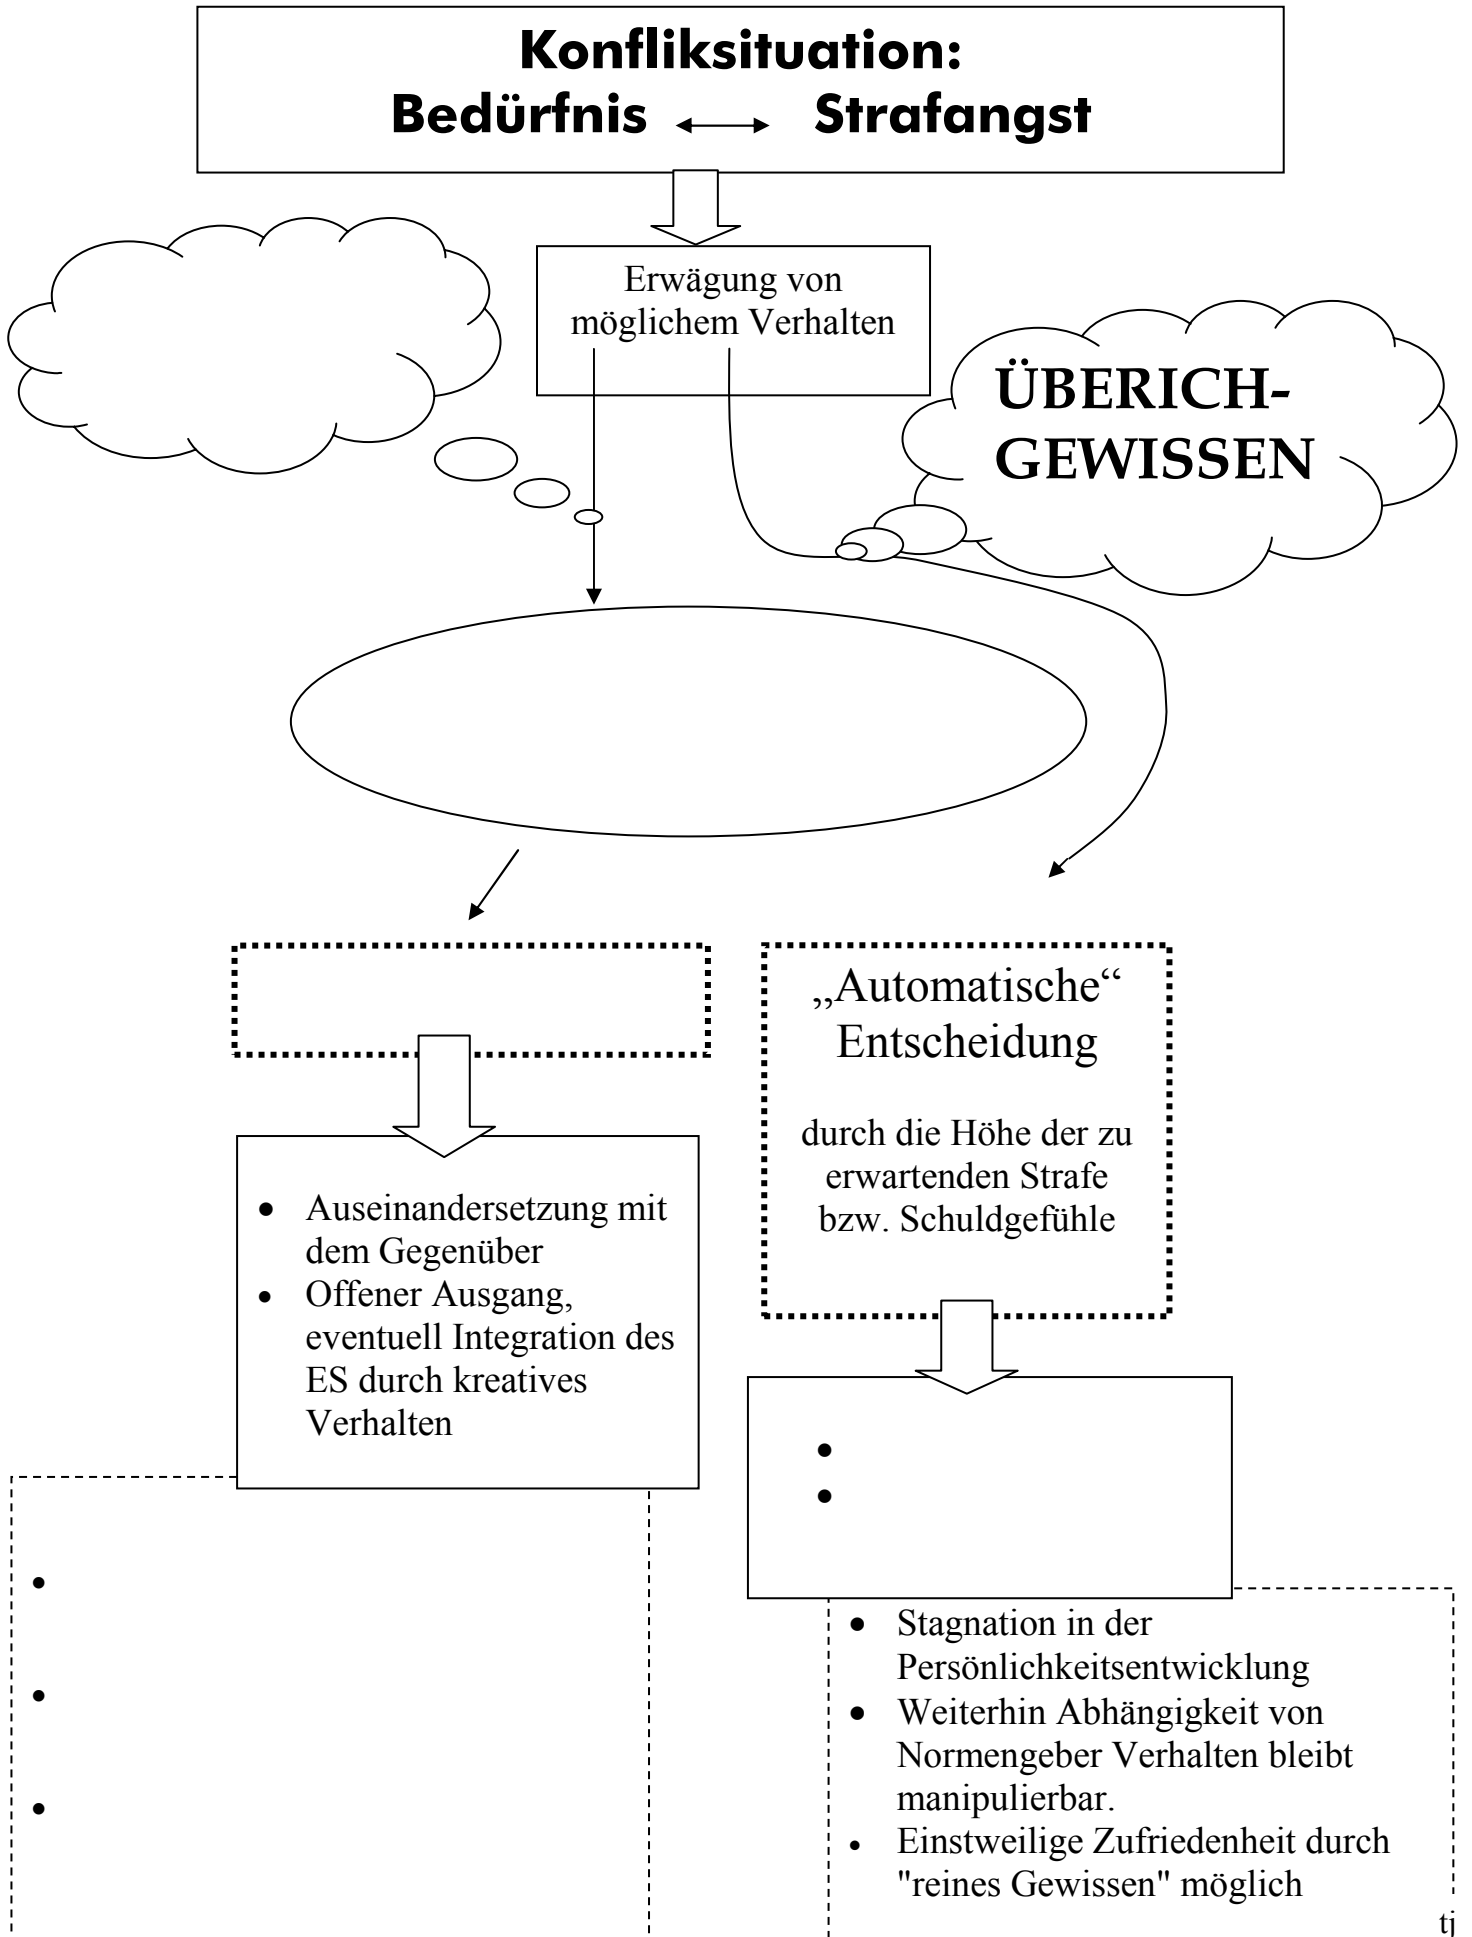 Konfliksituation:
Bedürfnis ↔ Strafangst
Erwägung von
möglichem Verhalten
ÜBERICH-
GEWISSEN
„Automatische“
Entscheidung
durch die Höhe der zu
erwartenden Strafe
bzw. Schuldgefühle
• Auseinandersetzung mit
dem Gegenüber
• Offener Ausgang,
eventuell Integration des
ES durch kreatives
Verhalten
• Stagnation in der
Persönlichkeitsentwicklung
• Weiterhin Abhängigkeit von
Normengeber Verhalten bleibt
manipulierbar.
• Einstweilige Zufriedenheit durch
"reines Gewissen" möglich
tj